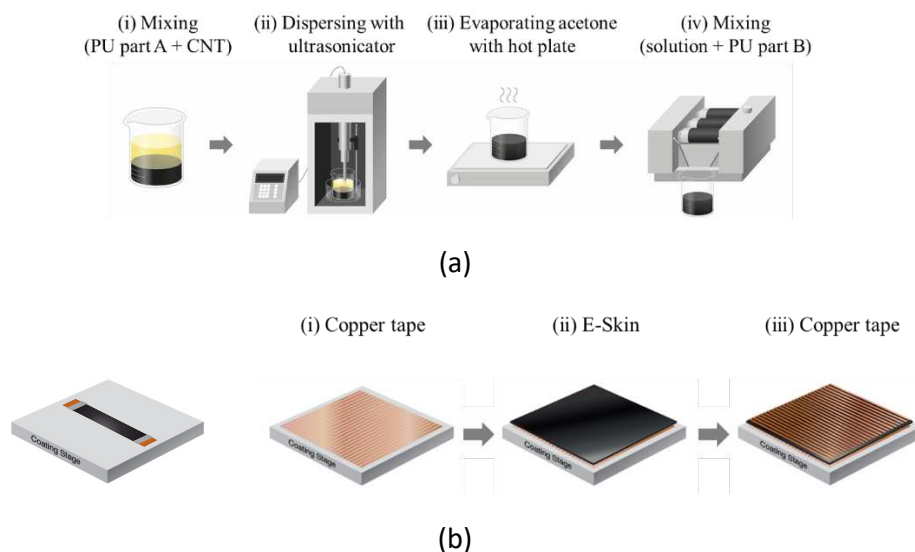 (i) Mixing
(PU part A + CNT)
(ii) Dispersing with
ultrasonicator
(iii) Evaporating acetone
with hot plate
(iv) Mixing
(solution + PU part B)
(a)
(i) Copper tape
(ii) E-Skin
(iii) Copper tape
Coating Stage
Coating Stage
Coating Stage
Coating Stage
(b)